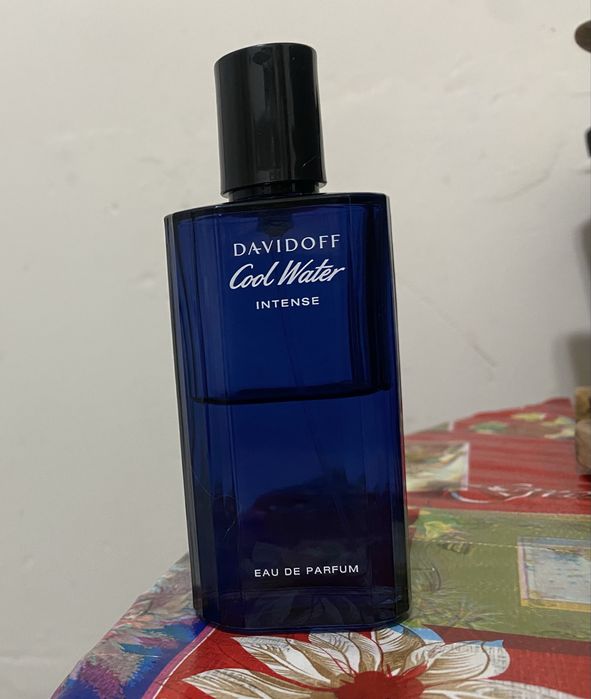 DAVIDOFF
Cool Water
INTENSE
EAU DE PARFUM